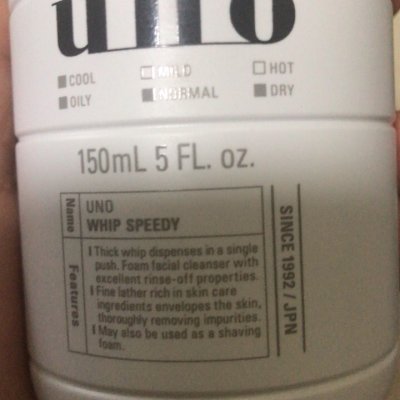 uno
COOL MILD HOT
OILY NORMAL DRY
150mL 5 FL. oz.
Name
UNO
WHIP SPEEDY
Features
Thick whip dispenses in a single
push. Foam facial cleanser with
excellent rinse-off properties.
Fine lather rich in skin care
ingredients envelopes the skin,
thoroughly removing impurities.
May also be used as a shaving
foam.
SINCE 1992 / JPN